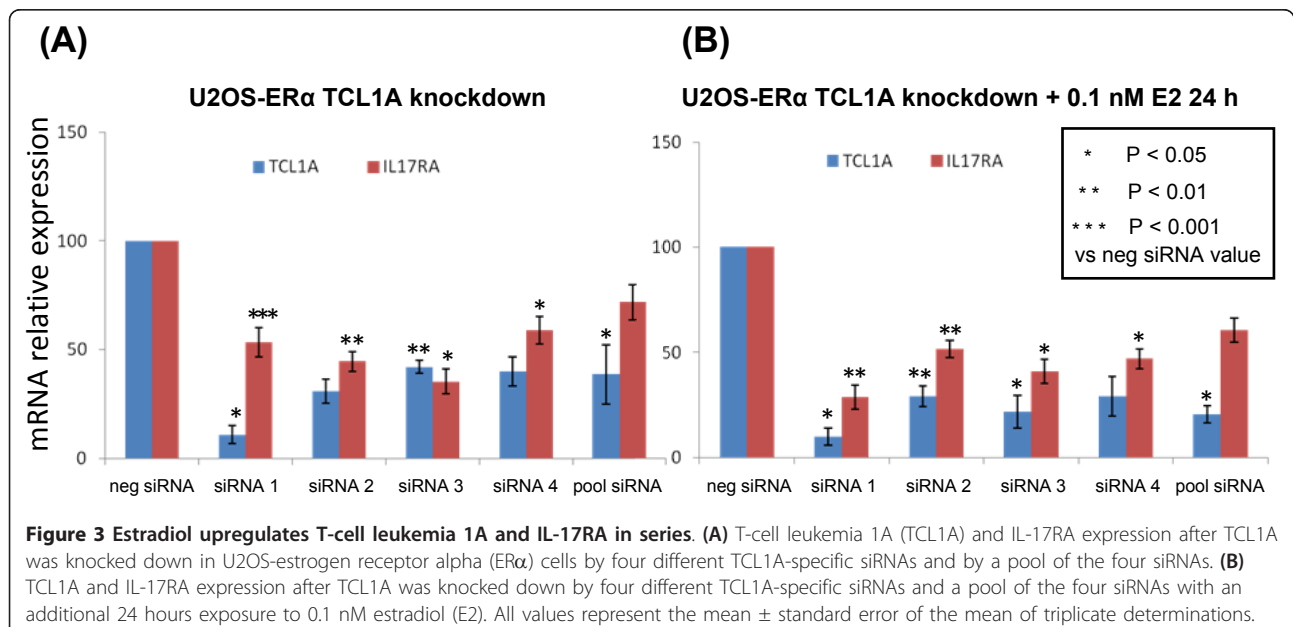 (A)
(B)
U2OS-ERα TCL1A knockdown
U2OS-ERα TCL1A knockdown + 0.1 nM E2 24 h
mRNA relative expression
150
100
50
0
TCL1A
IL17RA
*
***
**
**
*
*
*
neg siRNA
siRNA 1
siRNA 2
siRNA 3
siRNA 4
pool siRNA
150
100
50
0
TCL1A
IL17RA
* P < 0.05
** P < 0.01
*** P < 0.001
vs neg siRNA value
*
**
**
**
*
*
*
*
neg siRNA
siRNA 1
siRNA 2
siRNA 3
siRNA 4
pool siRNA
Figure 3 Estradiol upregulates T-cell leukemia 1A and IL-17RA in series. (A) T-cell leukemia 1A (TCL1A) and IL-17RA expression after TCL1A
was knocked down in U2OS-estrogen receptor alpha (ERα) cells by four different TCL1A-specific siRNAs and by a pool of the four siRNAs. (B)
TCL1A and IL-17RA expression after TCL1A was knocked down by four different TCL1A-specific siRNAs and a pool of the four siRNAs with an
additional 24 hours exposure to 0.1 nM estradiol (E2). All values represent the mean ± standard error of the mean of triplicate determinations.